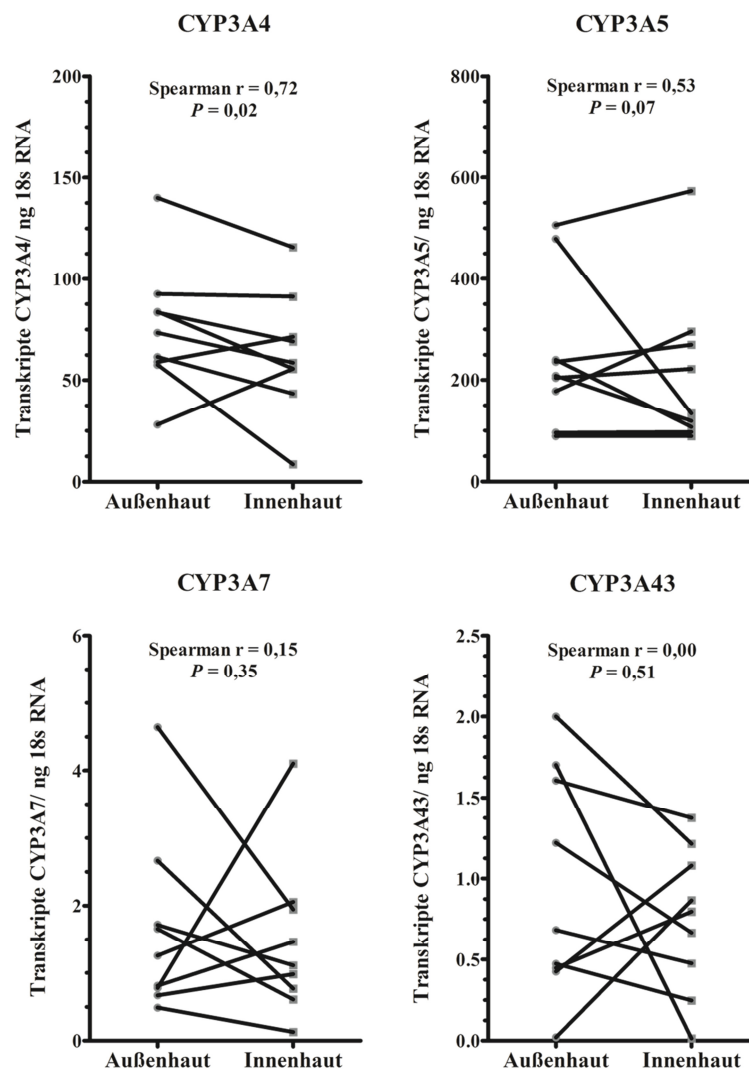 CYP3A4
Spearman r = 0,72
P = 0,02
Transkripte CYP3A4/ ng 18s RNA
200
150
100
50
0
Außenhaut Innenhaut
CYP3A5
Spearman r = 0,53
P = 0,07
Transkripte CYP3A5/ ng 18s RNA
800
600
400
200
0
Außenhaut Innenhaut
CYP3A7
Spearman r = 0,15
P = 0,35
Transkripte CYP3A7/ ng 18s RNA
6
4
2
0
Außenhaut Innenhaut
CYP3A43
Spearman r = 0,00
P = 0,51
Transkripte CYP3A43/ ng 18s RNA
2.5
2.0
1.5
1.0
0.5
0.0
Außenhaut Innenhaut